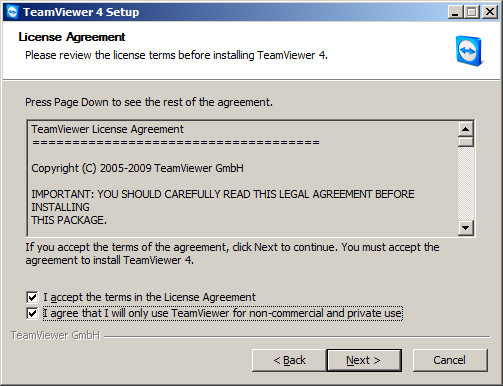 TeamViewer 4 Setup
License Agreement
Please review the license terms before installing TeamViewer 4.
Press Page Down to see the rest of the agreement.
TeamViewer License Agreement
====================================
Copyright (C) 2005-2009 TeamViewer GmbH
IMPORTANT: YOU SHOULD CAREFULLY READ THIS LEGAL AGREEMENT BEFORE
INSTALLING
THIS PACKAGE.
If you accept the terms of the agreement, click Next to continue. You must accept the
agreement to install TeamViewer 4.
I accept the terms in the License Agreement
I agree that I will only use TeamViewer for non-commercial and private use
TeamViewer GmbH
< Back
Next >
Cancel